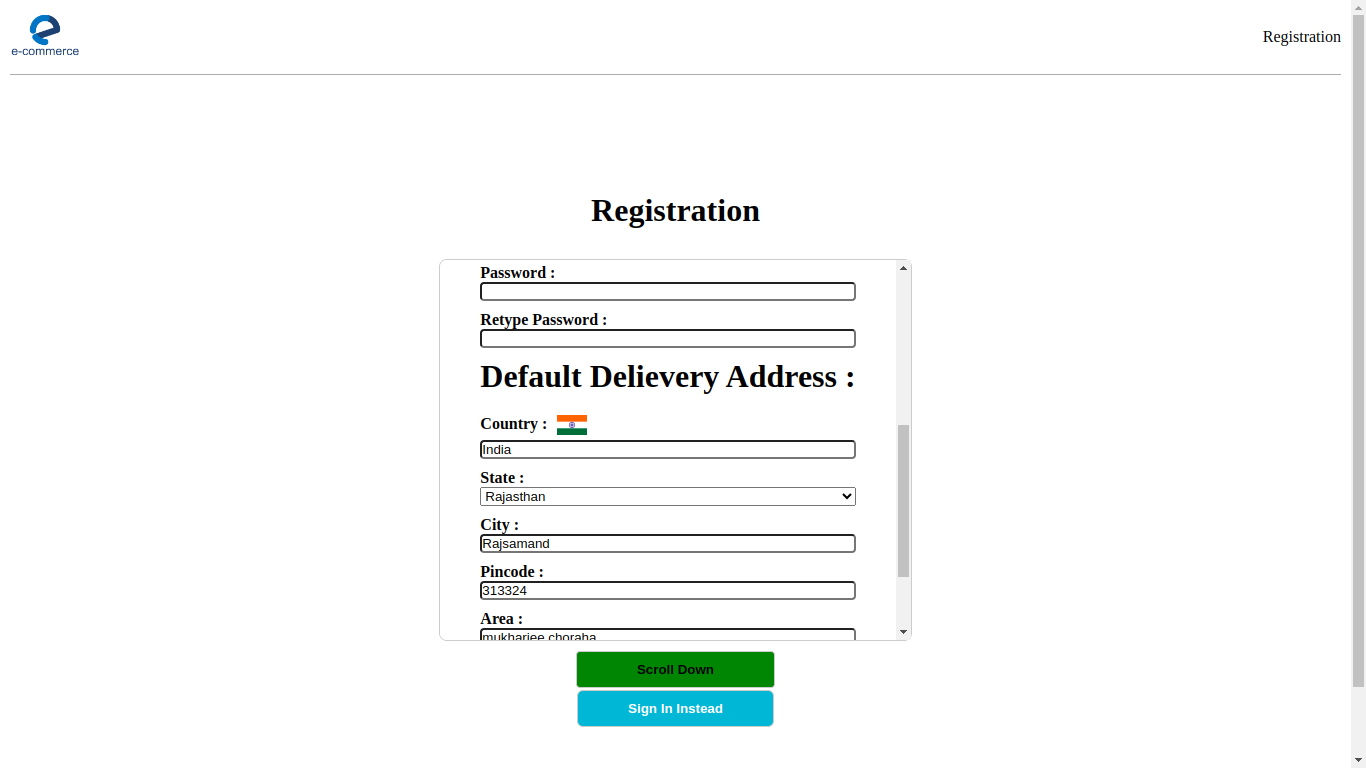 e-commerce
Registration
Registration
Password :
Retype Password :
Default Delievery Address :
Country :
India
State :
Rajasthan
City :
Rajsamand
Pincode :
313324
Area :
mukharjee choraha
Scroll Down
Sign In Instead